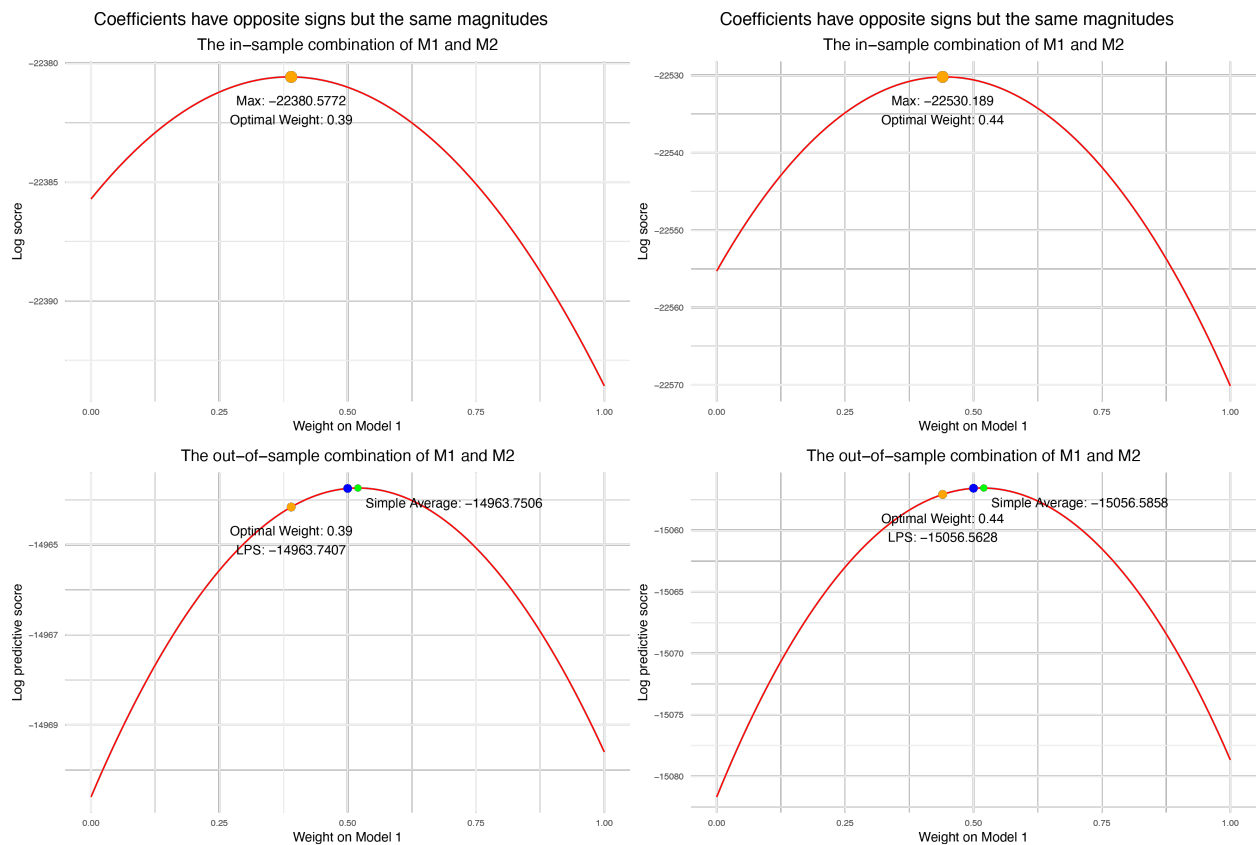 Coefficients have opposite signs but the same magnitudes
The in−sample combination of M1 and M2
−22380
−22385
−22390
Log socre
Max: −22380.5772
Optimal Weight: 0.39
0.00 0.25 0.50 0.75 1.00
Weight on Model 1
Coefficients have opposite signs but the same magnitudes
The in−sample combination of M1 and M2
−22530
−22540
−22550
−22560
−22570
Log socre
Max: −22530.189
Optimal Weight: 0.44
0.00 0.25 0.50 0.75 1.00
Weight on Model 1
The out−of−sample combination of M1 and M2
−14965
−14967
−14969
Log predictive socre
Simple Average: −14963.7506
Optimal Weight: 0.39
LPS: −14963.7407
0.00 0.25 0.50 0.75 1.00
Weight on Model 1
The out−of−sample combination of M1 and M2
−15060
−15065
−15070
−15075
−15080
Log predictive socre
Simple Average: −15056.5858
Optimal Weight: 0.44
LPS: −15056.5628
0.00 0.25 0.50 0.75 1.00
Weight on Model 1